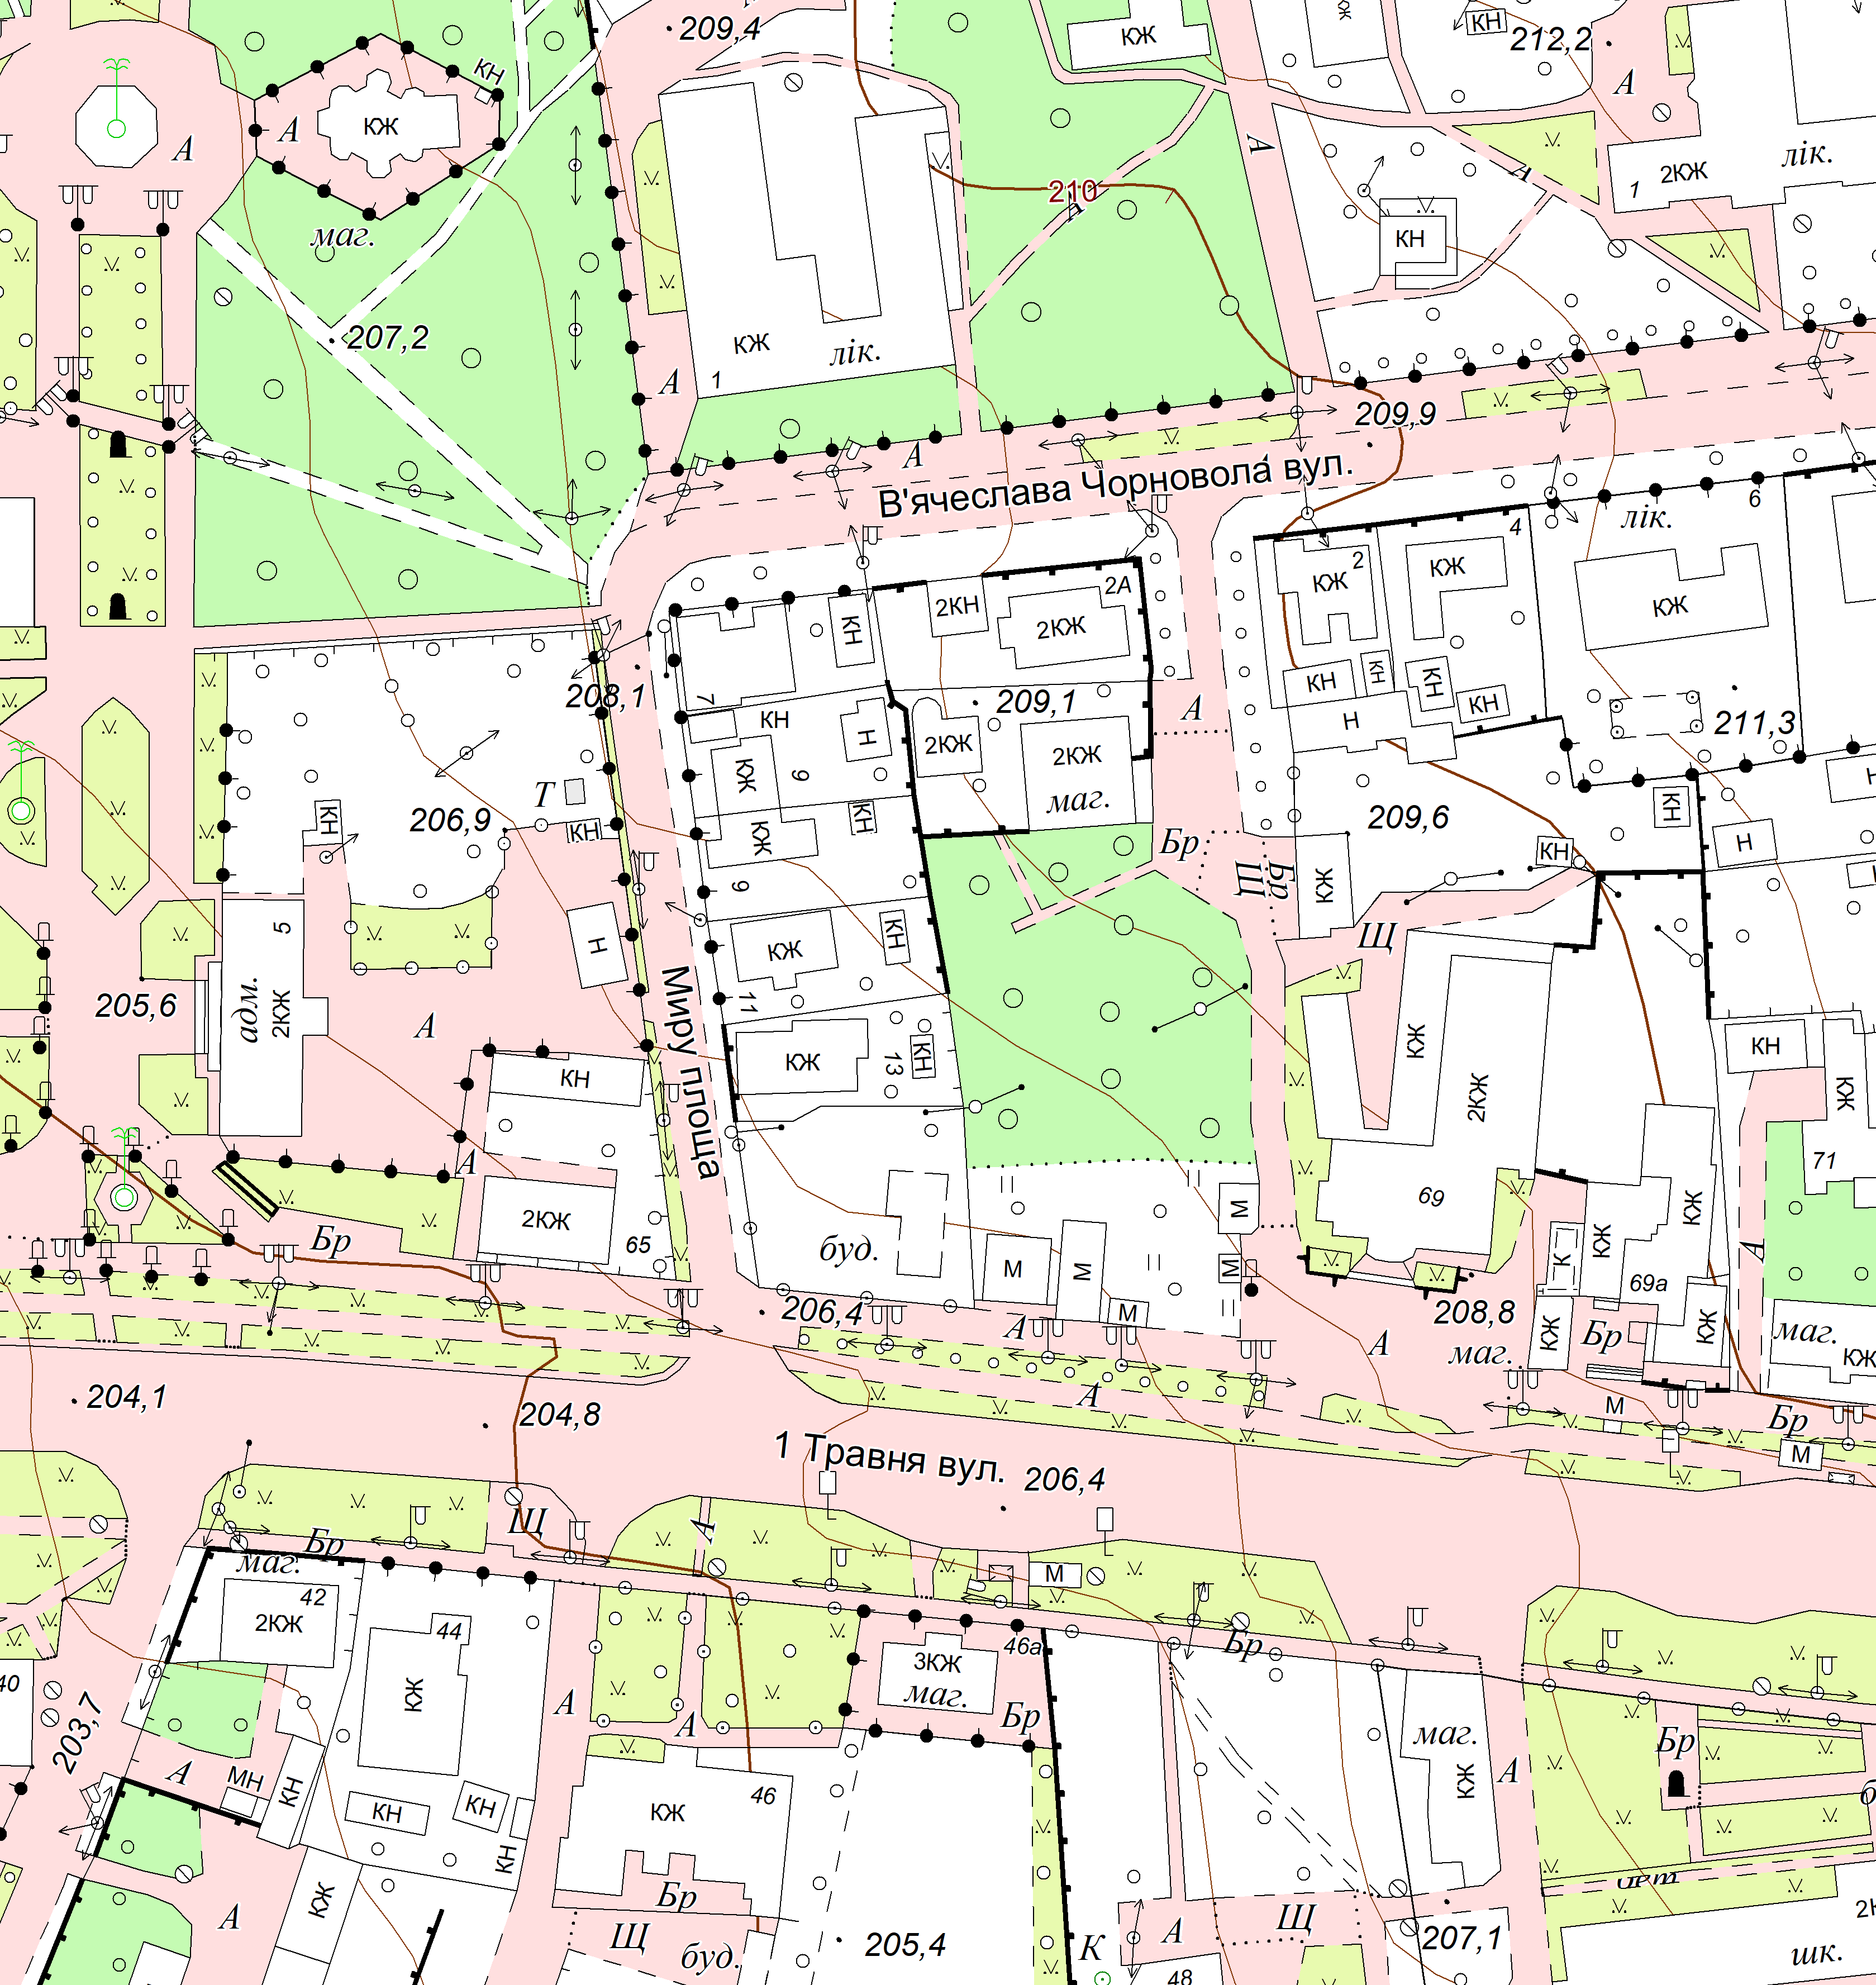 209,4
КЖ
КЖ
КН
212,2
А
КН
А
А
КЖ
маг.
А
А
210
А
лік.
2КЖ
1
КН
207,2
КЖ
лік.
А
1
209,9
А
В'ячеслава Чорновола вул.
4
лік.
6
2
КЖ
КЖ
КЖ
2КН
2А
2КЖ
КН
7
208,1
209,1
А
КН
КН
КН
КН
Н
211,3
КН
Н
2КЖ
2КЖ
маг.
КЖ
9
Т
206,9
КН
КН
КН
КЖ
9
209,6
КН
Н
Н
Бр
Щ
Бр
КЖ
КН
Щ
5
адм.
2КЖ
205,6
А
Н
КЖ
КН
11
Миру площа
КЖ
13
КН
КЖ
2КЖ
КН
КЖ
71
КН
А
2КЖ
65
Бр
буд.
М
М
М
М
М
69
КЖ
КЖ
К
69а
КЖ
КЖ
А
206,4
А
А
208,8
маг.
Бр
маг.
КЖ
204,1
204,8
А
М
Бр
М
1 Травня вул.
206,4
Щ
А
Бр
маг.
42
2КЖ
44
КЖ
М
46а
3КЖ
маг.
Бр
Бр
40
203,7
А
А
А
МН
КН
КН
КН
КН
46
КЖ
маг.
КЖ
А
Бр
КЖ
А
Бр
Щ
буд.
205,4
К
А
48
Щ
207,1
шк.